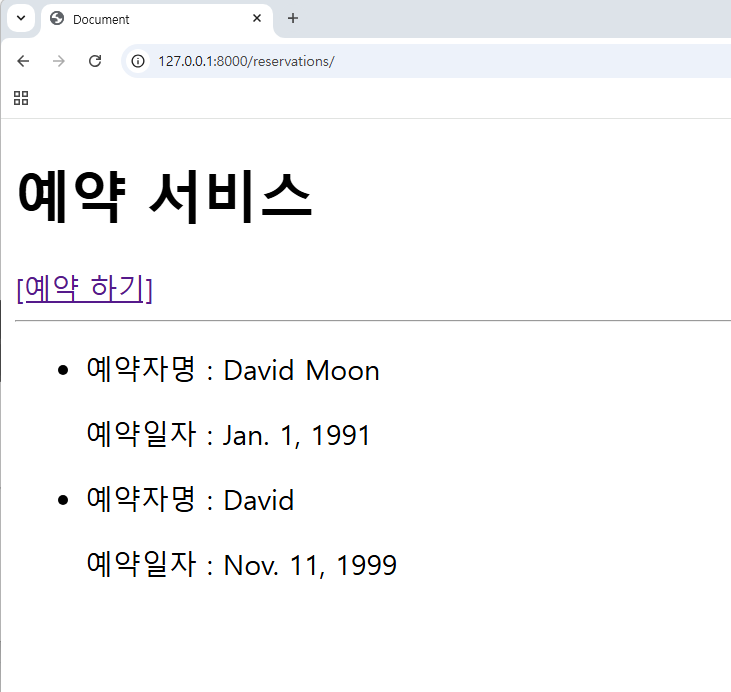 Document
127.0.0.1:8000/reservations/
예약 서비스
[예약 하기]
예약자명 : David Moon
예약일자 : Jan. 1, 1991
예약자명 : David
예약일자 : Nov. 11, 1999